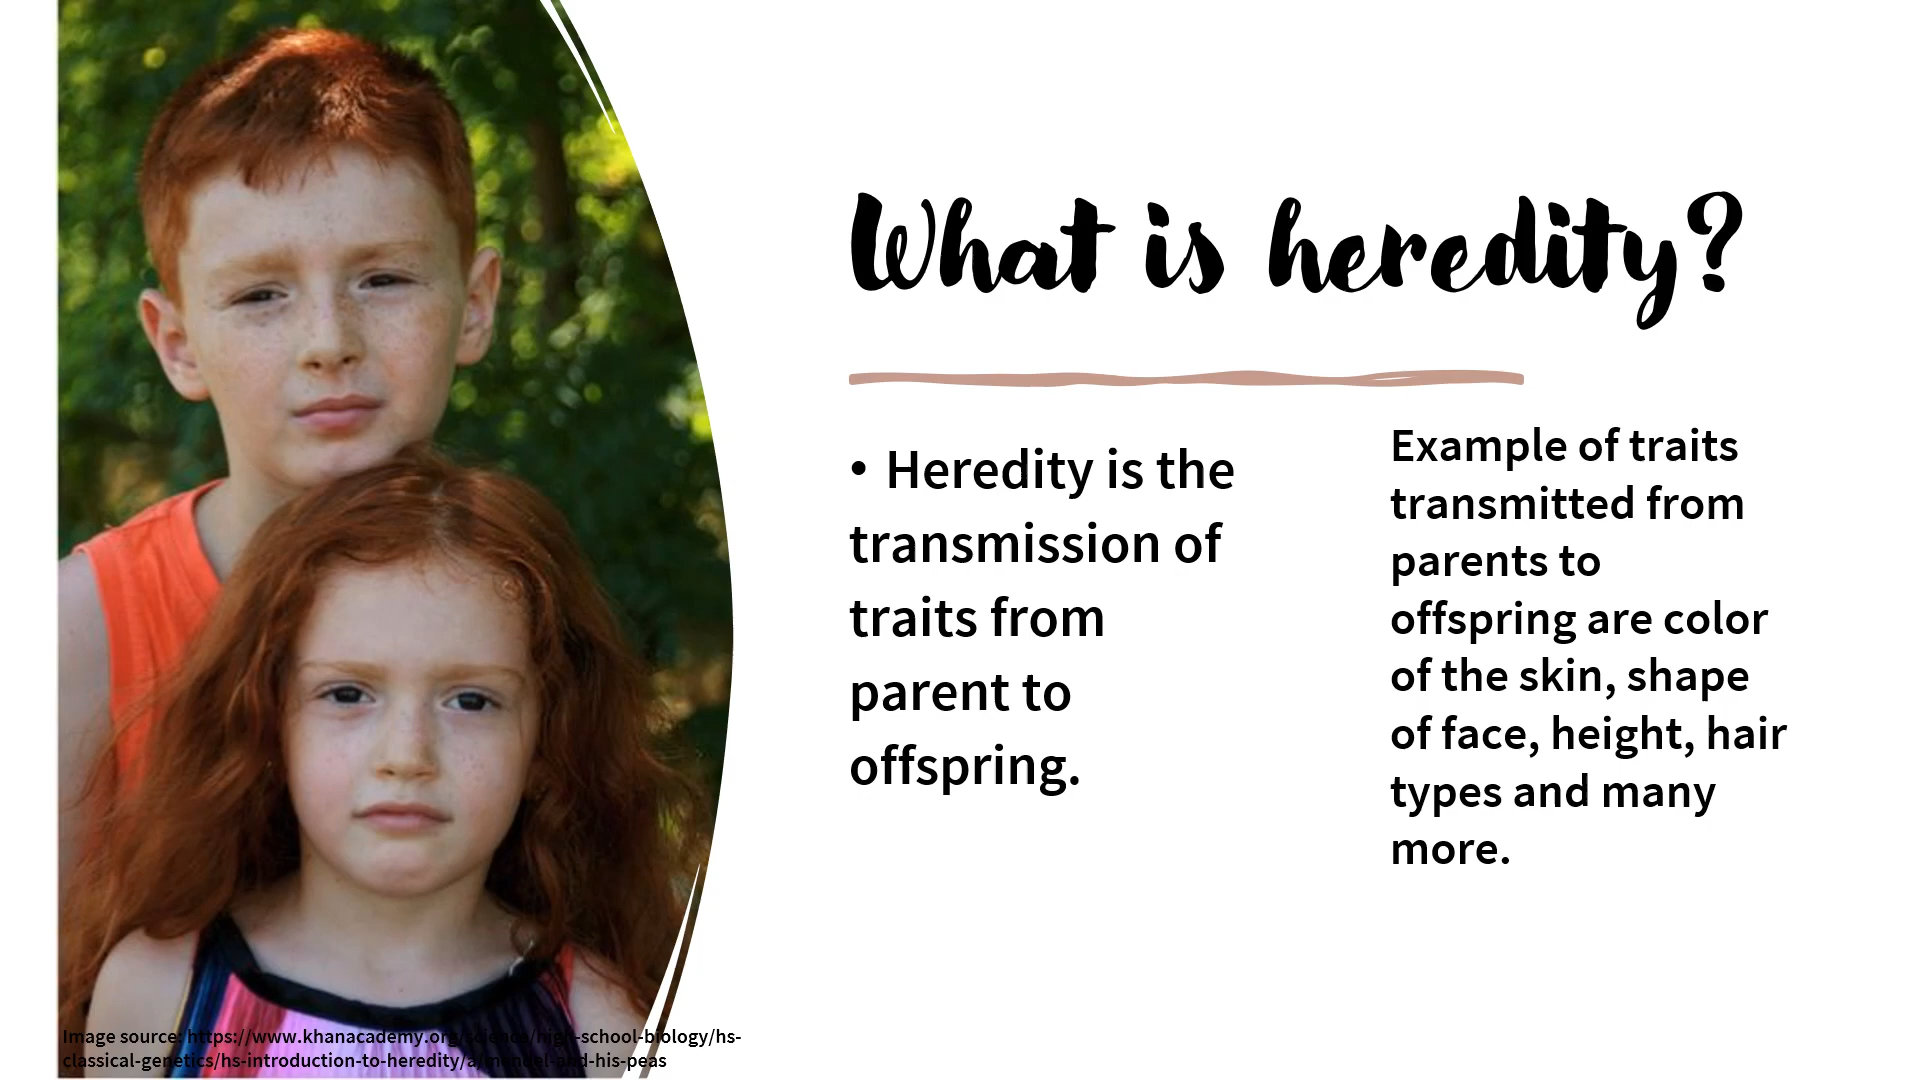 What is heredity?
• Heredity is the
transmission of
traits from
parent to
offspring.
Example of traits
transmitted from
parents to
offspring are color
of the skin, shape
of face, height, hair
types and many
more.
Image source: https://www.khanacademy.org/science/high-school-biology/hs-
classical-genetics/hs-introduction-to-heredity/a/mendel-and-his-peas